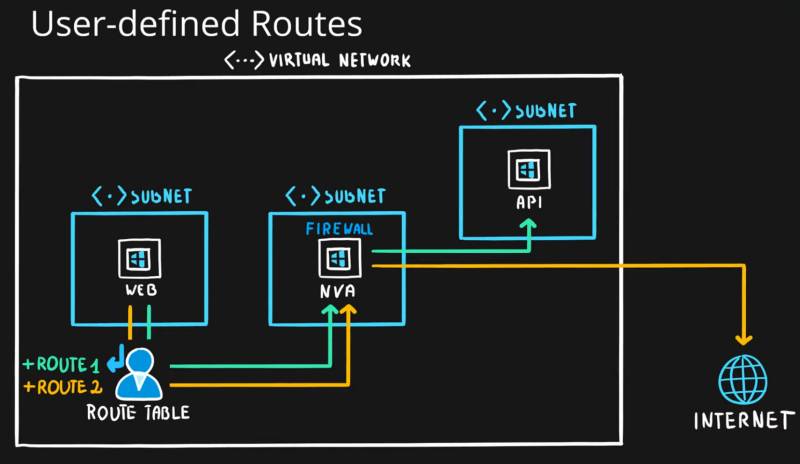 User-defined Routes
<···> VIRTUAL NETWORK
<·> SUBNET
API
<·> SUBNET
WEB
<·> SUBNET
FIREWALL
NVA
+ROUTE 1
+ROUTE 2
ROUTE TABLE
INTERNET